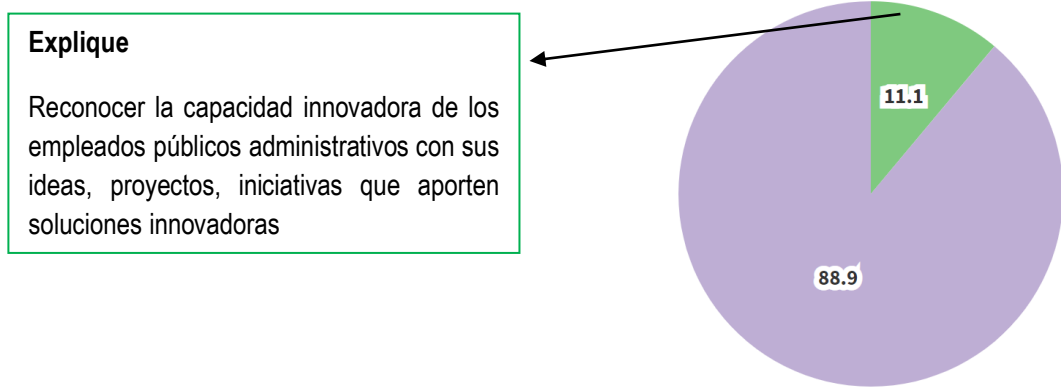 Explique
Reconocer la capacidad innovadora de los
empleados públicos administrativos con sus
ideas, proyectos, iniciativas que aporten
soluciones innovadoras
11.1
88.9